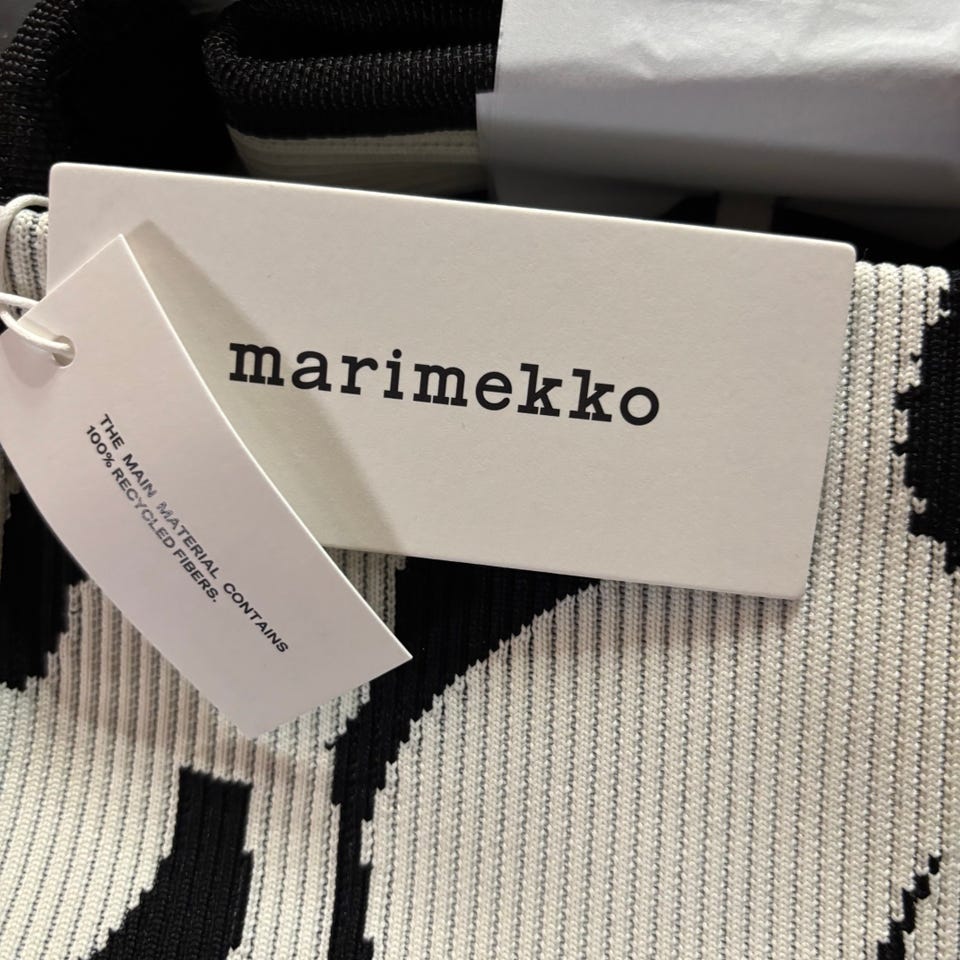 marimekko
THE MAIN MATERIAL CONTAINS
100% RECYCLED FIBERS.